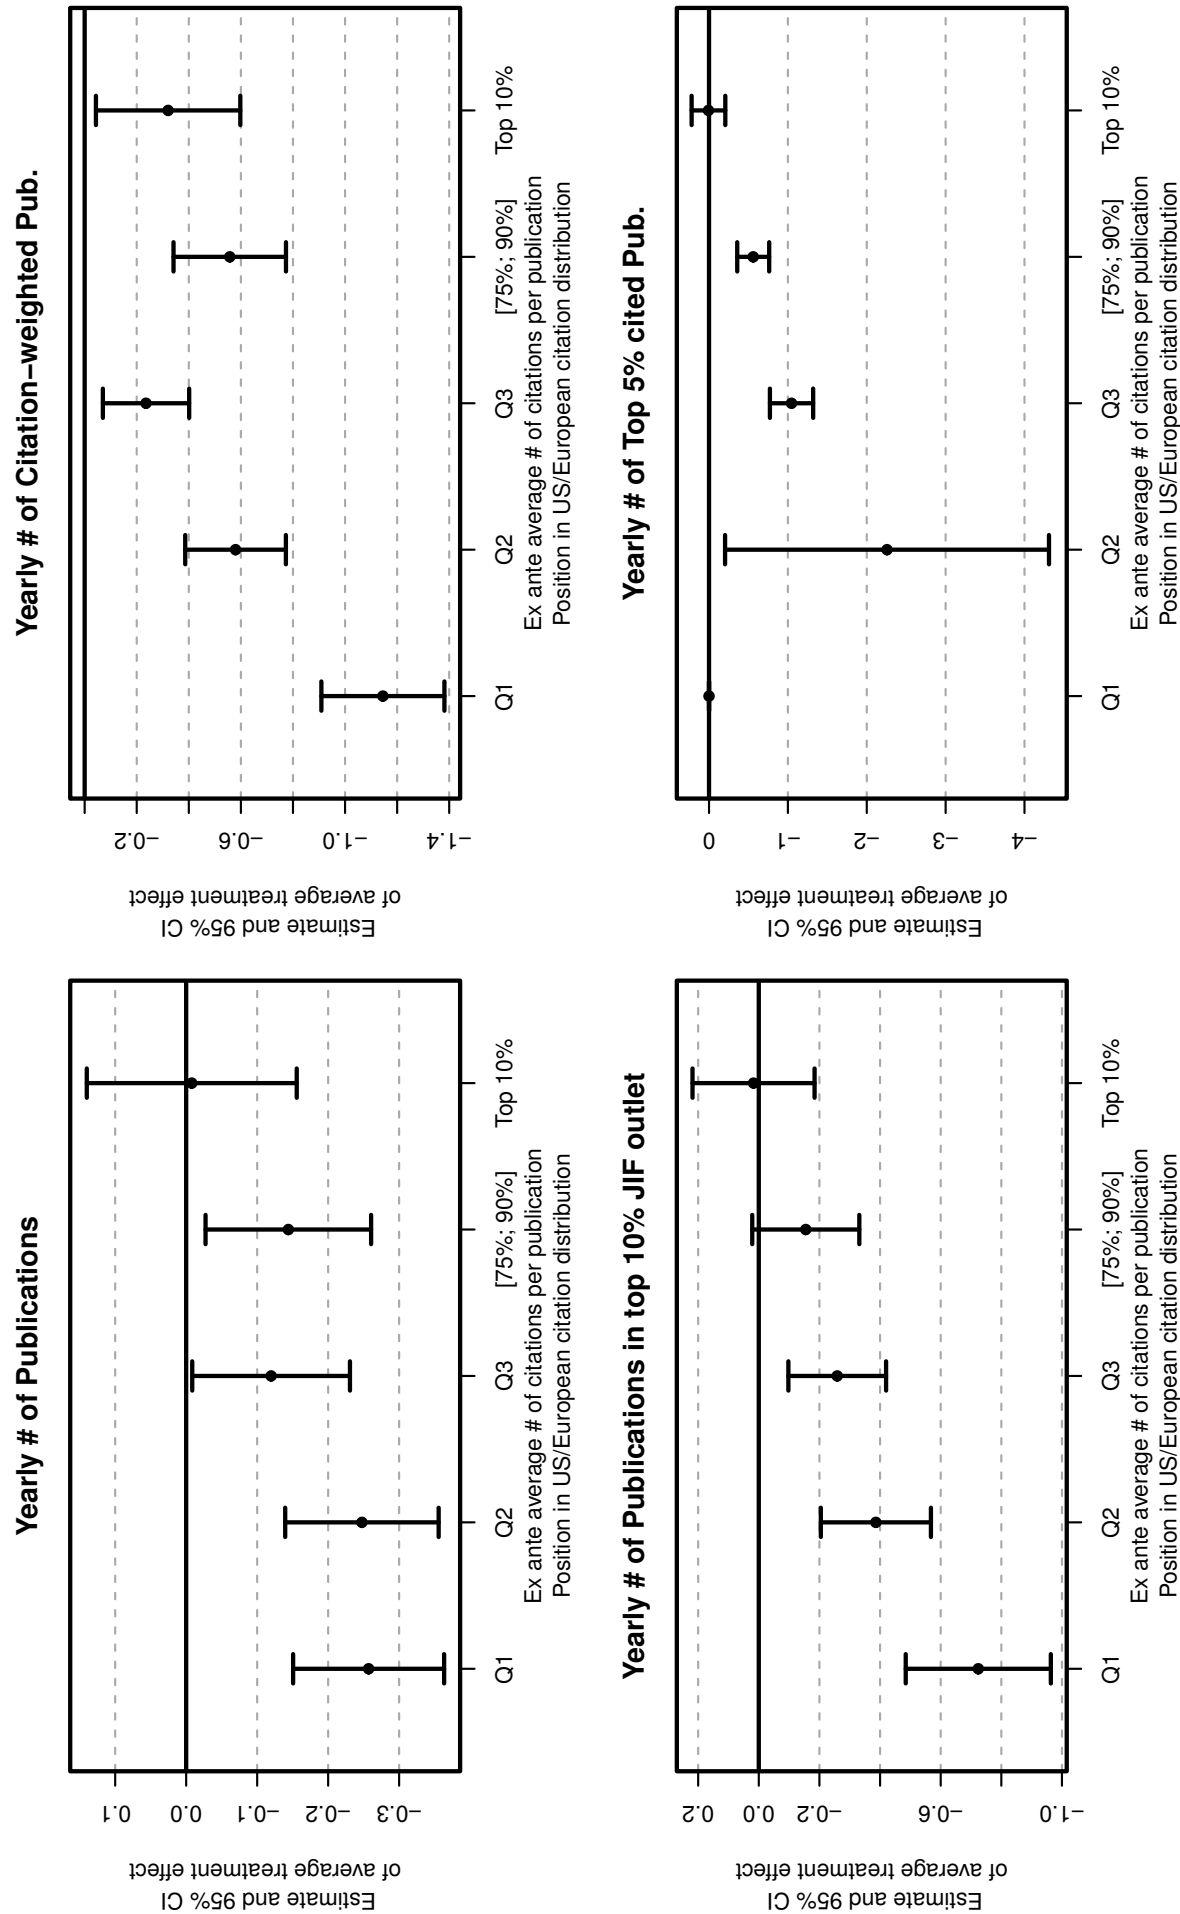 Yearly # of Publications
Estimate and 95% CI
of average treatment effect
0.1
0.0
−0.1
−0.2
−0.3
Q1
Q2
Q3
[75%; 90%]
Top 10%
Ex ante average # of citations per publication
Position in US/European citation distribution
Yearly # of Citation−weighted Pub.
Estimate and 95% CI
of average treatment effect
−0.2
−0.6
−1.0
−1.4
Q1
Q2
Q3
[75%; 90%]
Top 10%
Ex ante average # of citations per publication
Position in US/European citation distribution
Yearly # of Publications in top 10% JIF outlet
Estimate and 95% CI
of average treatment effect
0.2
0.0
−0.2
−0.6
−1.0
Q1
Q2
Q3
[75%; 90%]
Top 10%
Ex ante average # of citations per publication
Position in US/European citation distribution
Yearly # of Top 5% cited Pub.
Estimate and 95% CI
of average treatment effect
0
−1
−2
−3
−4
Q1
Q2
Q3
[75%; 90%]
Top 10%
Ex ante average # of citations per publication
Position in US/European citation distribution